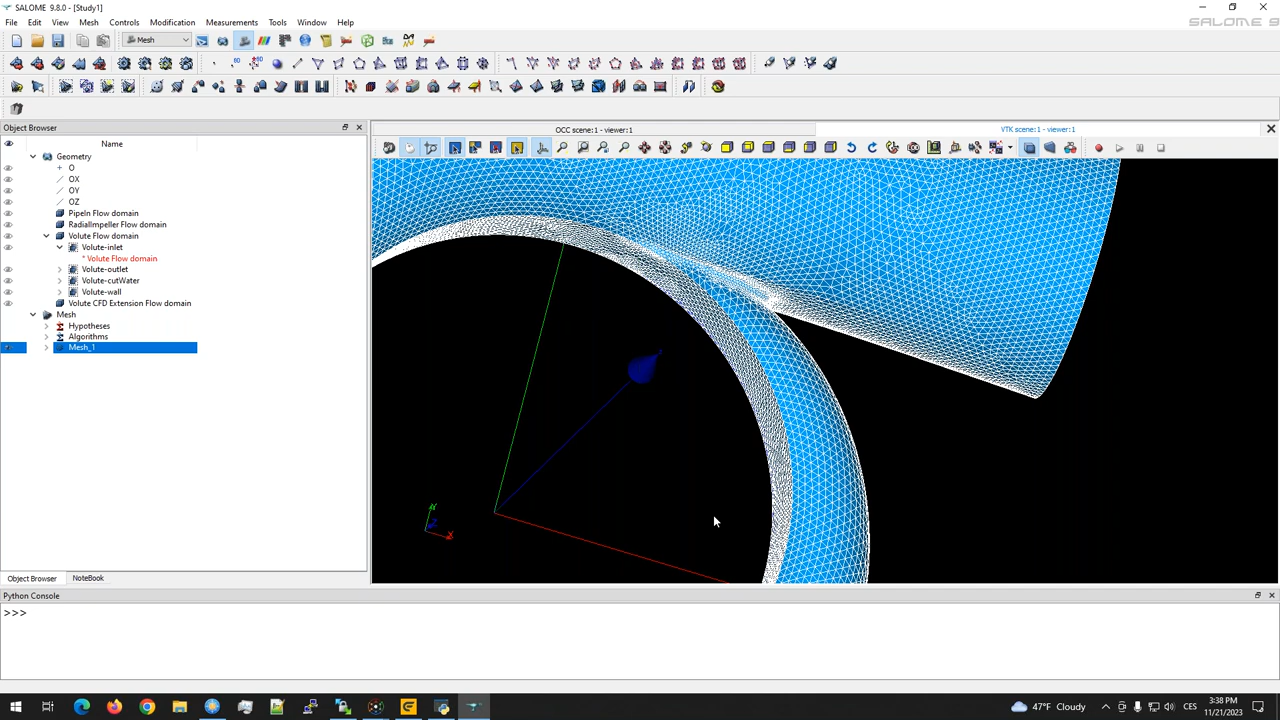 SALOME 9.8.0 - [Study1]
File Edit View Mesh Controls Modification Measurements Tools Window Help
SALOME 9
Mesh
Object Browser
OCC scene:1 - viewer:1
VTK scene:1 - viewer:1
Name
Geometry
O
OX
OY
OZ
PipeIn Flow domain
RadialImpeller Flow domain
Volute Flow domain
Volute-inlet
* Volute Flow domain
Volute-outlet
Volute-cutWater
Volute-wall
Volute CFD Extension Flow domain
Mesh
Hypotheses
Algorithms
Mesh_1
Y
Z
X
Object Browser NoteBook
Python Console
>>>
47°F Cloudy
CES
3:38 PM
11/21/2023